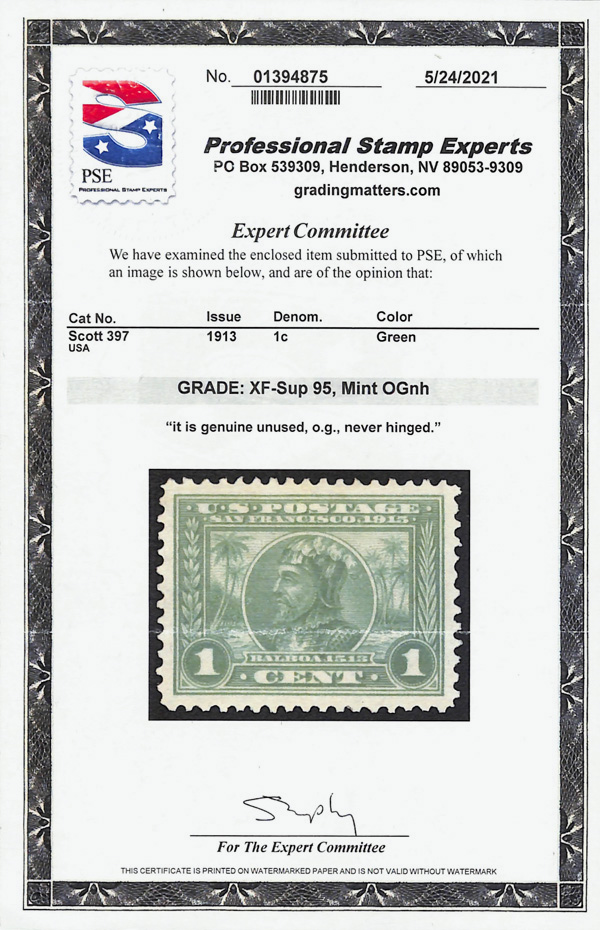 No. 01394875 5/24/2021
PSE
PROFESSIONAL STAMP EXPERTS
Professional Stamp Experts
PC Box 539309, Henderson, NV 89053-9309
gradingmatters.com
Expert Committee
We have examined the enclosed item submitted to PSE, of which
an image is shown below, and are of the opinion that:
Cat No. Issue Denom. Color
Scott 397 1913 1c Green
USA
GRADE: XF-Sup 95, Mint OGnh
“it is genuine unused, o.g., never hinged.”
U·S·POSTAGE
SAN FRANCISCO·1915
BALBOA 1513
1 CENT 1
For The Expert Committee
THIS CERTIFICATE IS PRINTED ON WATERMARKED PAPER AND IS NOT VALID WITHOUT WATERMARK